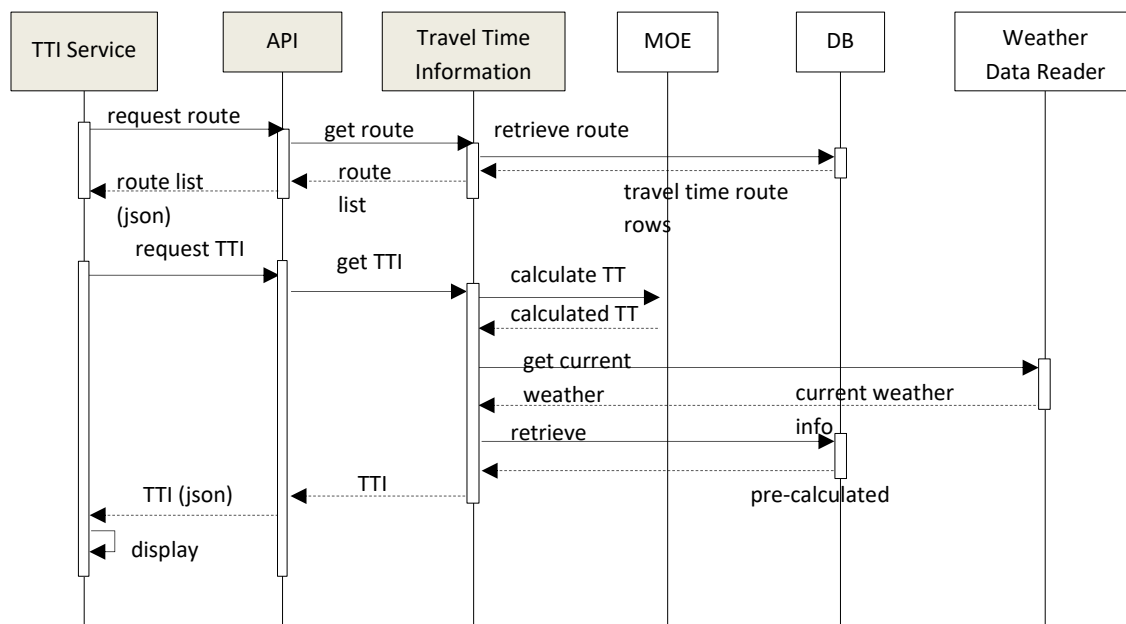 TTI Service
API
Travel Time
Information
MOE
DB
Weather
Data Reader
request route
get route
retrieve route
route list
(json)
route
list
travel time route
rows
request TTI
get TTI
calculate TT
calculated TT
get current
weather
current weather
info
retrieve
pre-calculated
TTI
TTI (json)
display